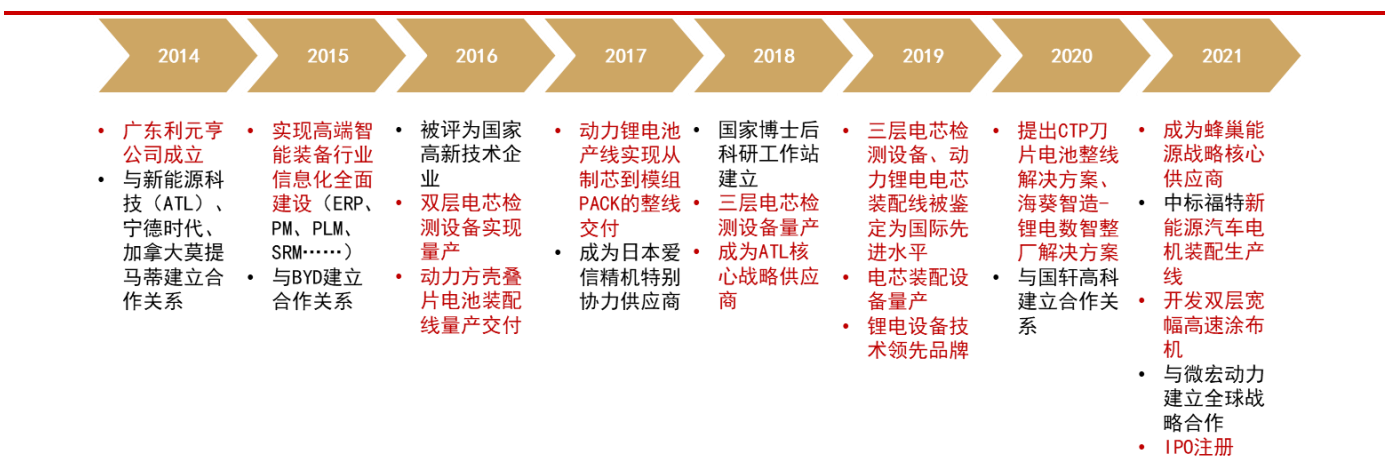 2014
2015
2016
2017
2018
2019
2020
2021
• 广东利元亨
公司成立
• 与新能源科
技（ATL）、
宁德时代、
加拿大莫提
马蒂建立合
作关系
• 实现高端智
能装备行业
信息化全面
建设（ERP、
PM、PLM、
SRM……）
• 与BYD建立
合作关系
• 被评为国家
高新技术企
业
• 双层电芯检
测设备实现
量产
• 动力方壳叠
片电池装配
线量产交付
• 动力锂电池
产线实现从
制芯到模组
PACK的整线
交付
• 成为日本爱
信精机特别
协力供应商
• 国家博士后
科研工作站
建立
• 三层电芯检
测设备量产
• 成为ATL核
心战略供应
商
• 三层电芯检
测设备、动
力锂电电芯
装配线被鉴
定为国际先
进水平
• 电芯装配设
备量产
• 锂电设备技
术领先品牌
• 提出CTP刀
片电池整线
解决方案、
海葵智造-
锂电数智整
厂解决方案
• 与国轩高科
建立合作关
系
• 成为蜂巢能
源战略核心
供应商
• 中标福特新
能源汽车电
机装配生产
线
• 开发双层宽
幅高速涂布
机
• 与微宏动力
建立全球战
略合作
• IPO注册